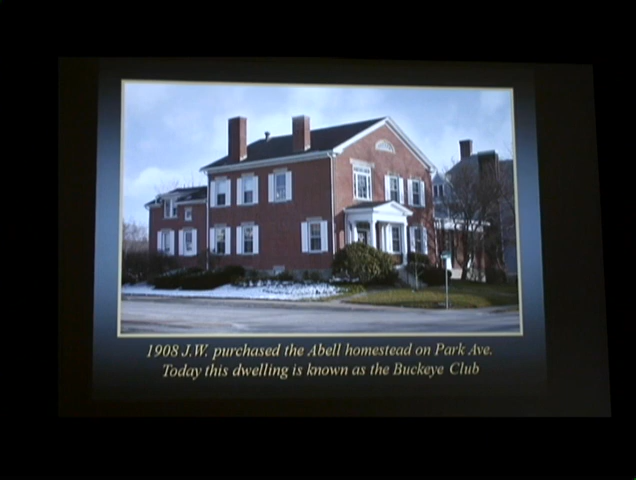 1908 J.W. purchased the Abell homestead on Park Ave.
Today this dwelling is known as the Buckeye Club